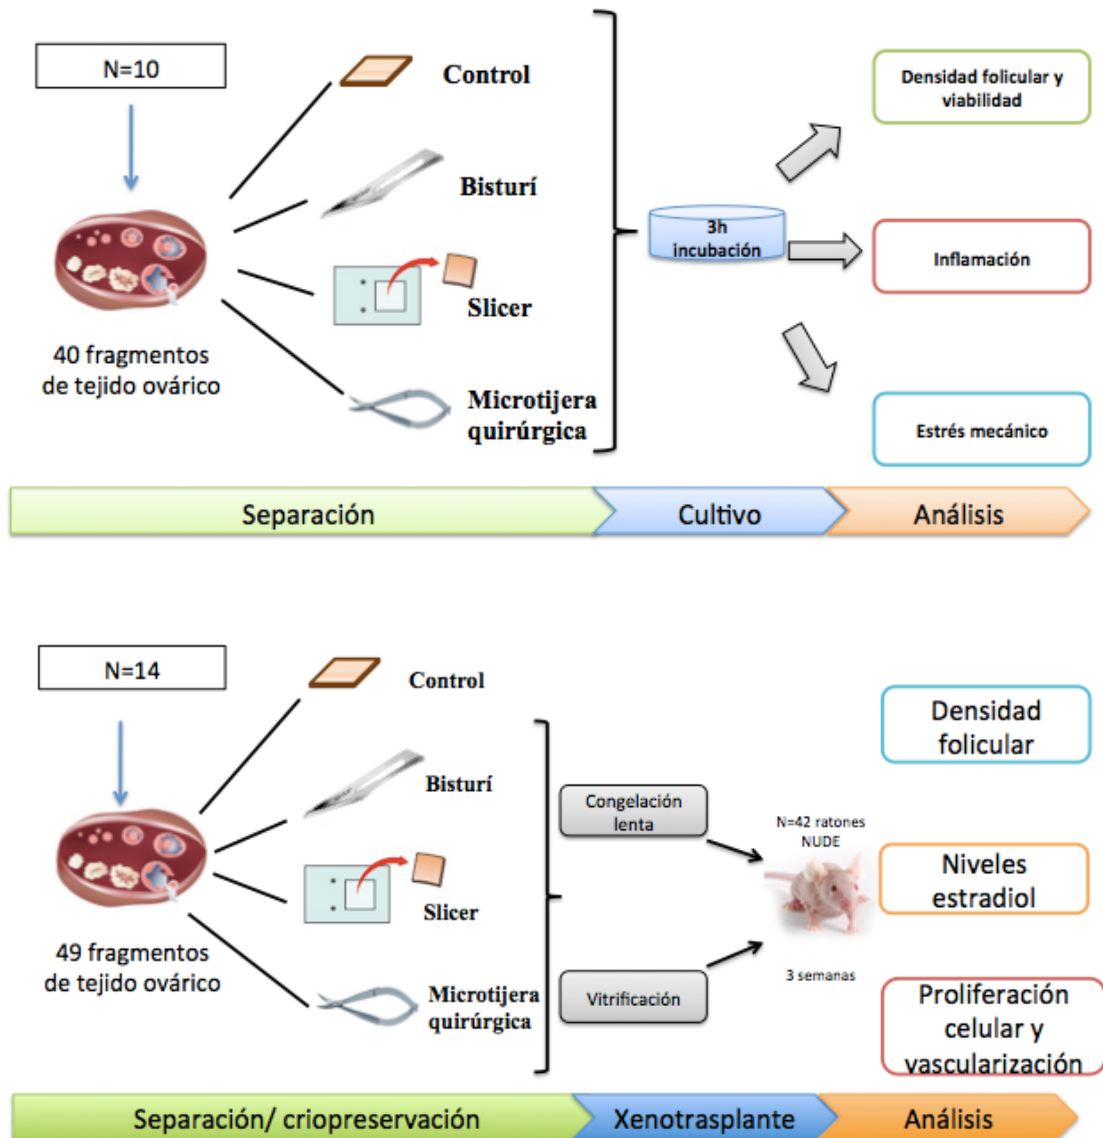 N=10
40 fragmentos
de tejido ovárico
Control
Bisturí
Slicer
Microtijera
quirúrgica
3h
incubación
Densidad folicular y
viabilidad
Inflamación
Estrés mecánico
Separación
Cultivo
Análisis
N=14
49 fragmentos
de tejido ovárico
Control
Bisturí
Slicer
Microtijera
quirúrgica
Congelación
lenta
Vitrificación
N=42 ratones
NUDE
3 semanas
Densidad
folicular
Niveles
estradiol
Proliferación
celular y
vascularización
Separación/ criopreservación
Xenotrasplante
Análisis